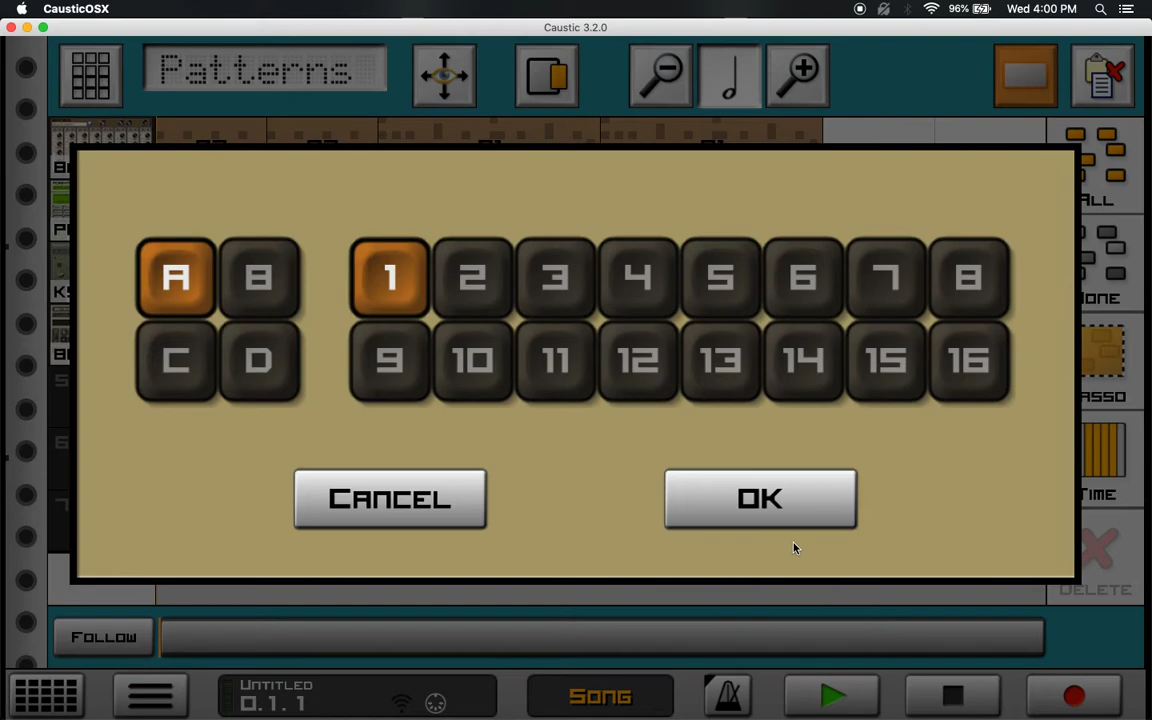 CausticOSX
96%
Wed 4:00 PM
Caustic 3.2.0
Patterns
ALL
A B 1 2 3 4 5 6 7 8
C D 9 10 11 12 13 14 15 16
Cancel OK
Time
Delete
Follow
Untitled
0.1.1
Song